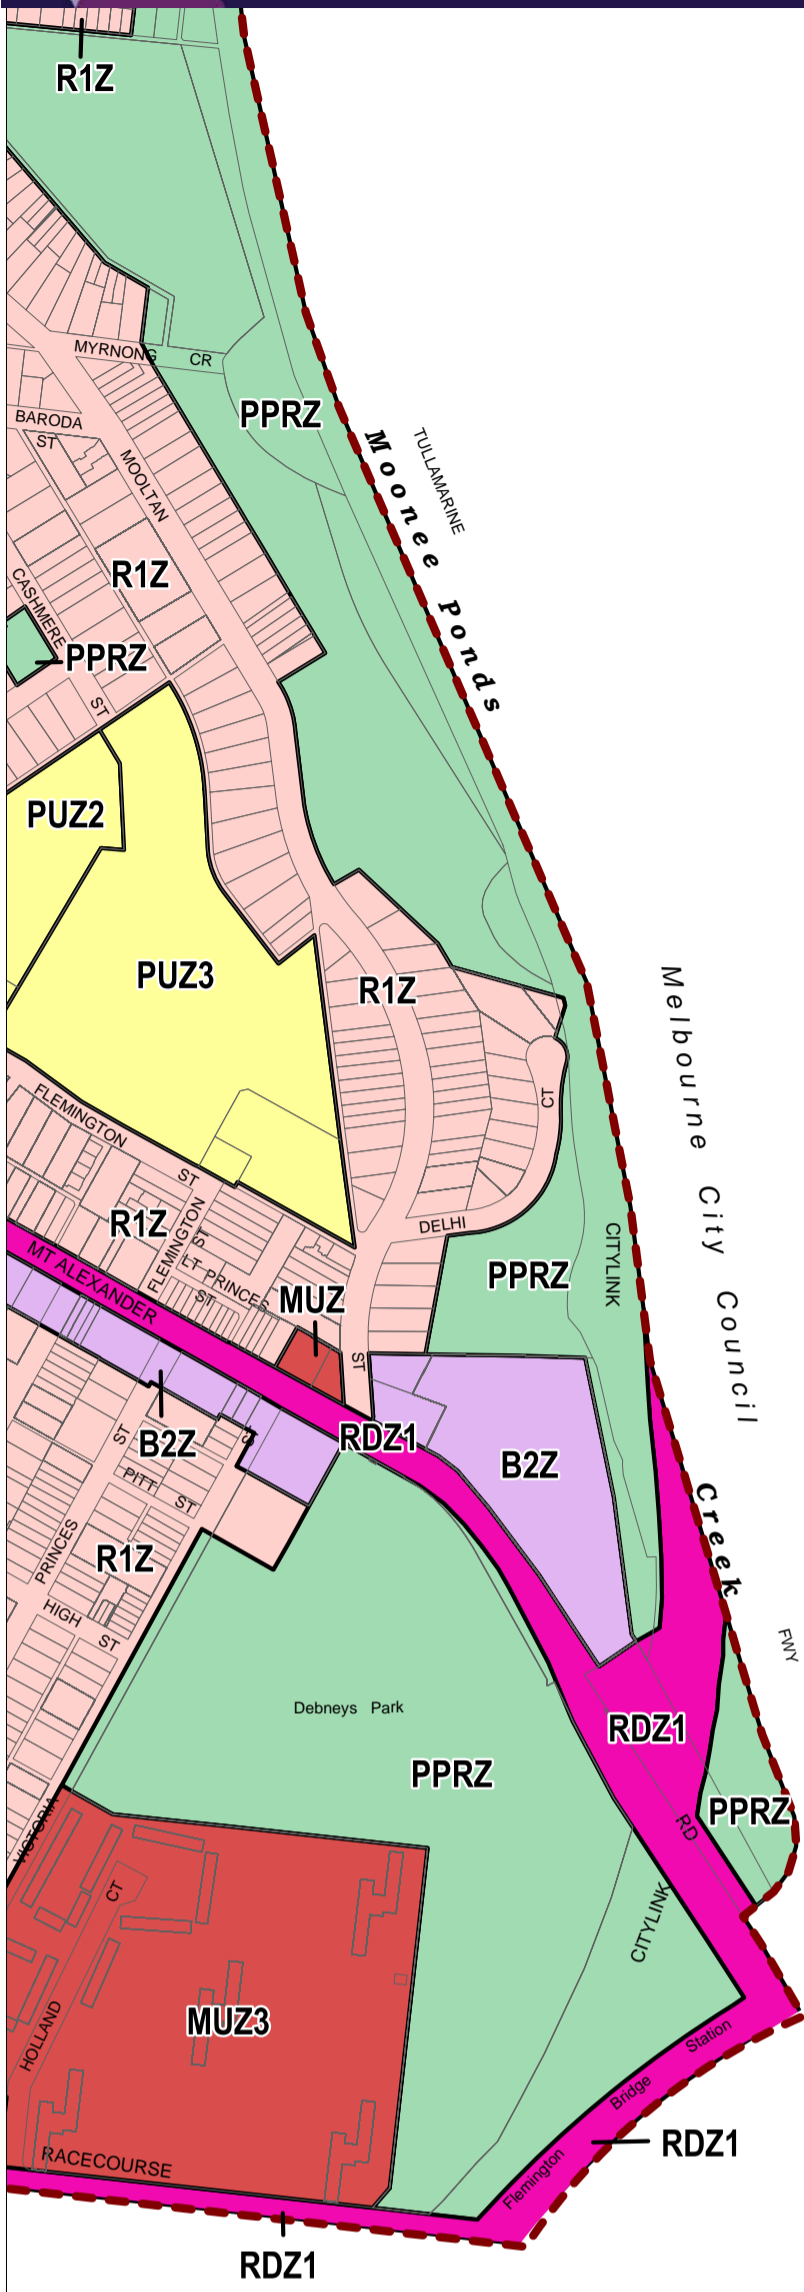 R1Z
MYRNONG CR
PPRZ
BARODA
ST
MOOLTAN
Moonee Ponds
TULLAMARINE
R1Z
CASHMERE
PPRZ
ST
PUZ2
PUZ3
R1Z
Melbourne City Council
FLEMINGTON
ST
CT
R1Z
FLEMINGTON
ST
DELHI
CITYLINK
PPRZ
MT ALEXANDER
LT PRINCES
ST
MUZ
ST
RDZ1
B2Z
ST
ST
B2Z
PITT ST
PRINCES
R1Z
Creek
HIGH
ST
FWY
Debneys Park
RDZ1
PPRZ
PPRZ
RD
VICTORIA
CT
CITYLINK
HOLLAND
MUZ3
Station
Bridge
Flemington
RDZ1
RACECOURSE
RDZ1